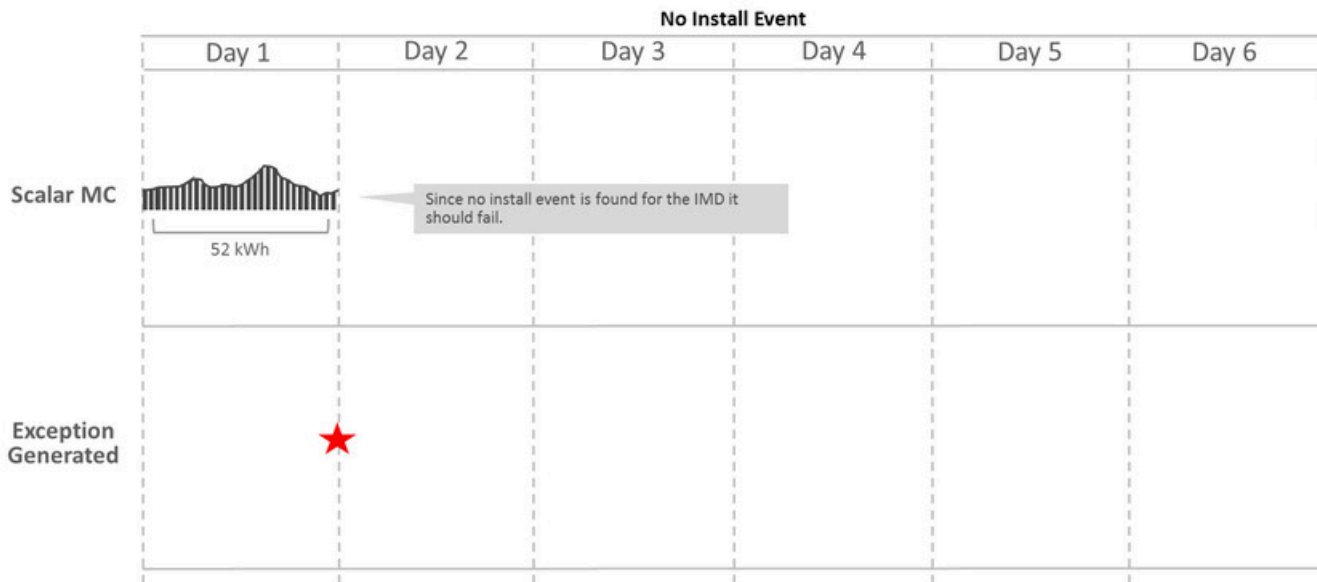 No Install Event
Day 1
Day 2
Day 3
Day 4
Day 5
Day 6
Scalar MC
Since no install event is found for the IMD it
should fail.
52 kWh
Exception
Generated